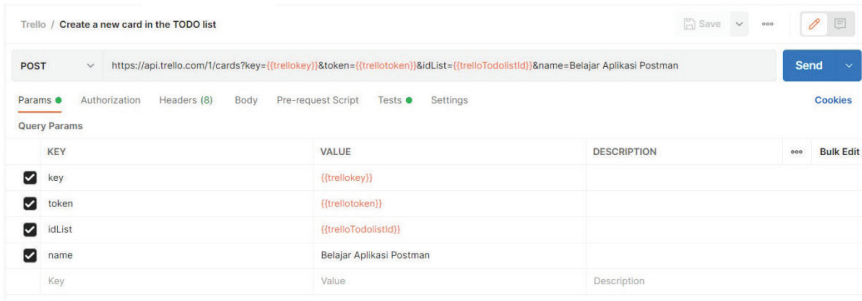 Trello / Create a new card in the TODO list Save
POST https://api.trello.com/1/cards?key={{trellokey}}&token={{trellotoken}}&idList={{trelloTodolistId}}&name=Belajar Aplikasi Postman Send
Params Authorization Headers (8) Body Pre-request Script Tests Settings Cookies
Query Params
KEY VALUE DESCRIPTION Bulk Edit
key {{trellokey}}
token {{trellotoken}}
idList {{trelloTodolistId}}
name Belajar Aplikasi Postman
Key Value Description